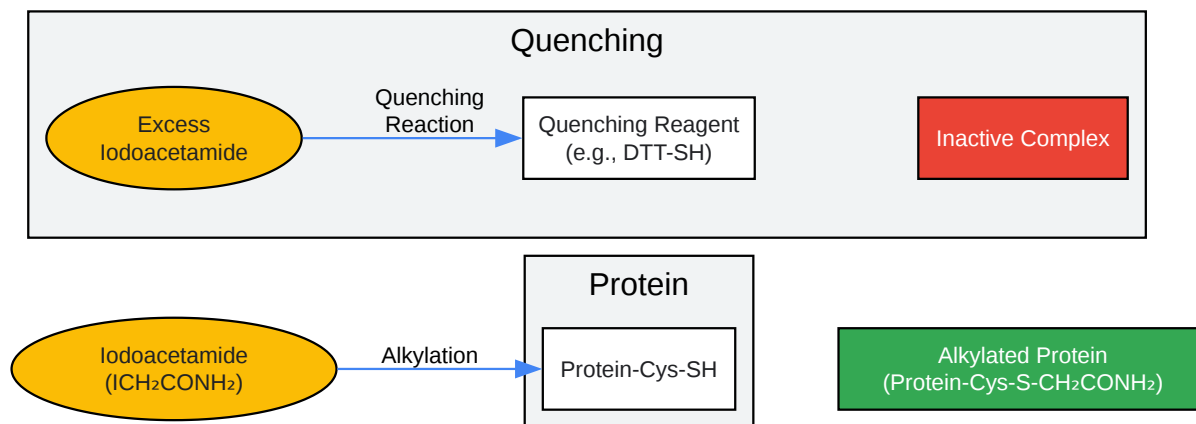 Quenching
Excess
Iodoacetamide
Quenching
Reaction
Quenching Reagent
(e.g., DTT-SH)
Inactive Complex
Protein
Iodoacetamide
(ICH₂CONH₂)
Alkylation
Protein-Cys-SH
Alkylated Protein
(Protein-Cys-S-CH₂CONH₂)